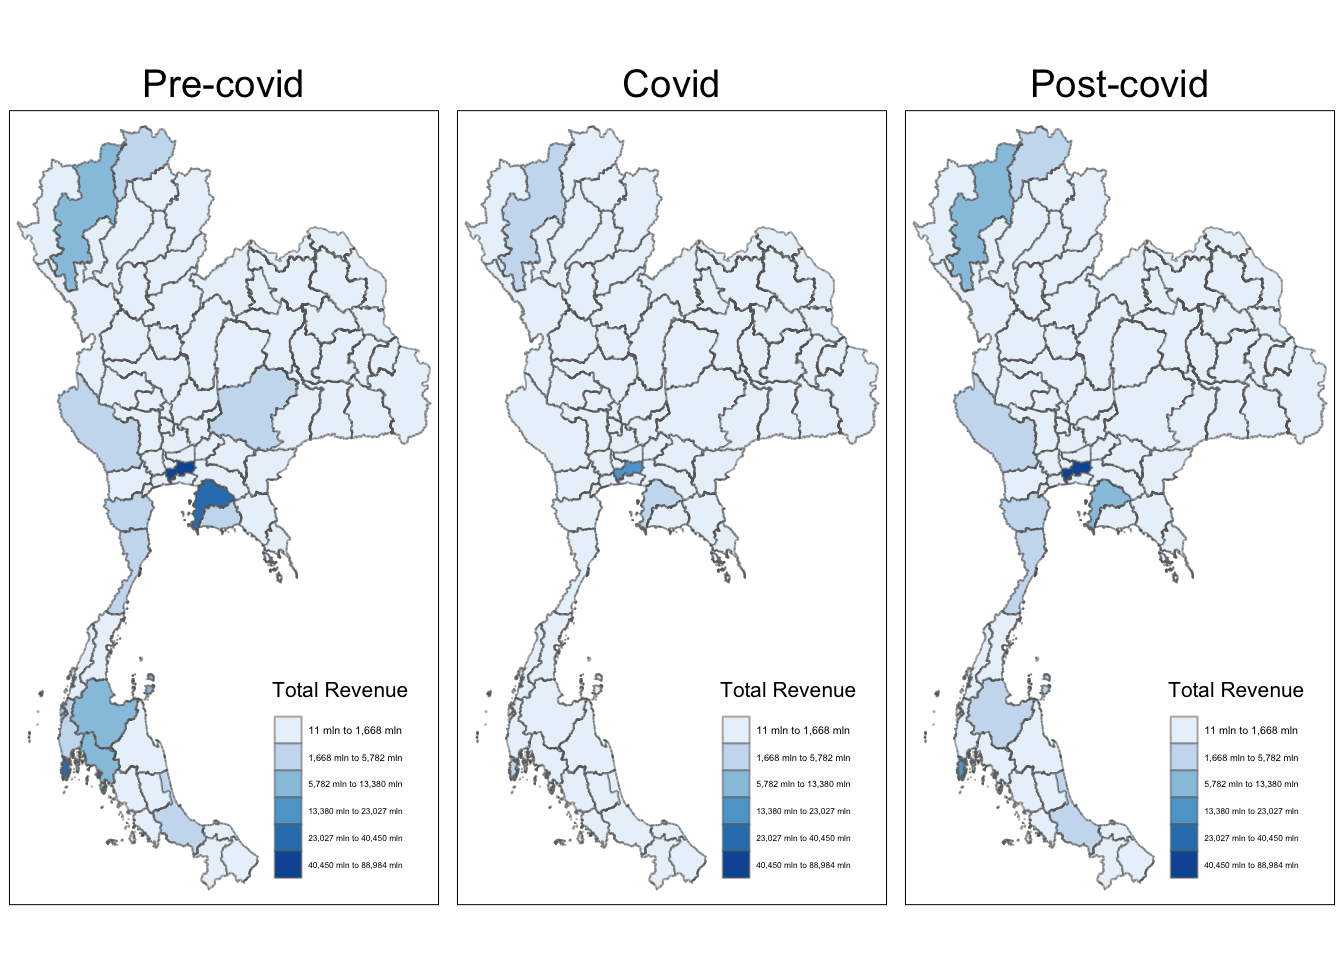 Pre-covid
Covid
Post-covid
Total Revenue
11 mln to 1,668 mln
1,668 mln to 5,782 mln
5,782 mln to 13,380 mln
13,380 mln to 23,027 mln
23,027 mln to 40,450 mln
40,450 mln to 88,984 mln
Total Revenue
11 mln to 1,668 mln
1,668 mln to 5,782 mln
5,782 mln to 13,380 mln
13,380 mln to 23,027 mln
23,027 mln to 40,450 mln
40,450 mln to 88,984 mln
Total Revenue
11 mln to 1,668 mln
1,668 mln to 5,782 mln
5,782 mln to 13,380 mln
13,380 mln to 23,027 mln
23,027 mln to 40,450 mln
40,450 mln to 88,984 mln